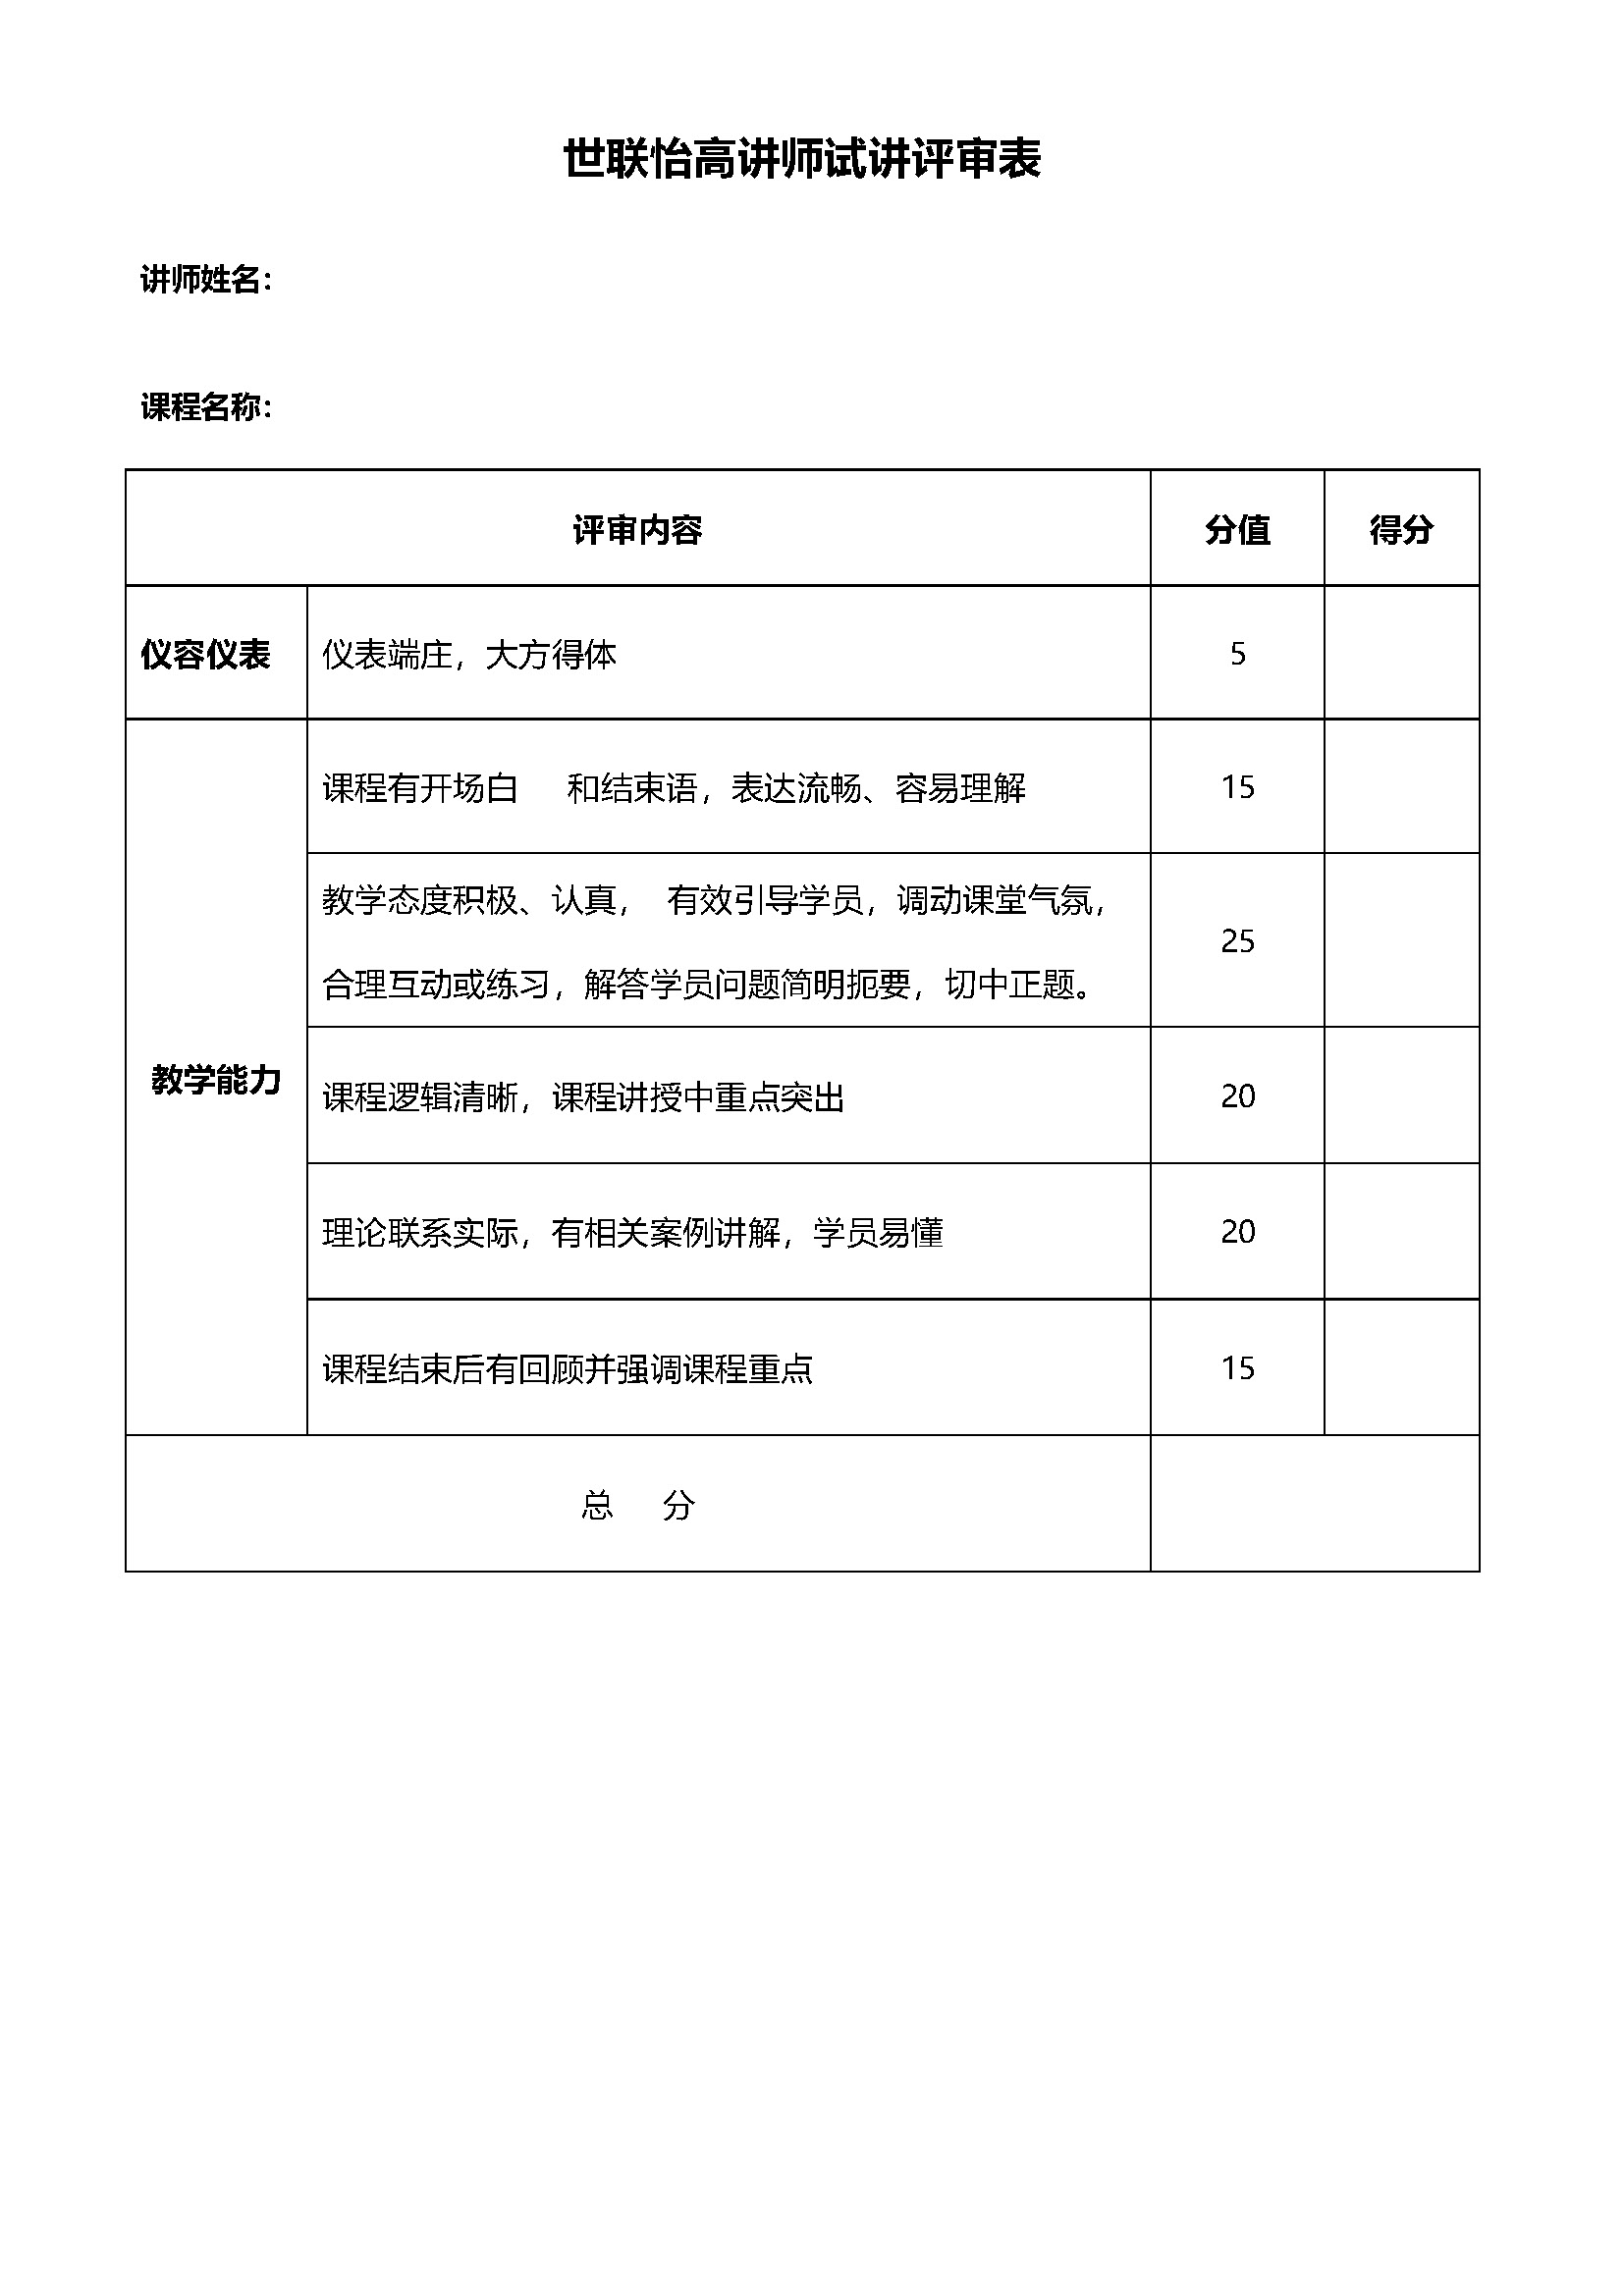 世联怡高讲师试讲评审表
讲师姓名：
课程名称：
评审内容 分值 得分
仪容仪表 仪表端庄，大方得体 5
教学能力
课程有开场白 和结束语，表达流畅、容易理解 15
教学态度积极、认真， 有效引导学员，调动课堂气氛，
合理互动或练习，解答学员问题简明扼要，切中正题。 25
课程逻辑清晰，课程讲授中重点突出 20
理论联系实际，有相关案例讲解，学员易懂 20
课程结束后有回顾并强调课程重点 15
总 分